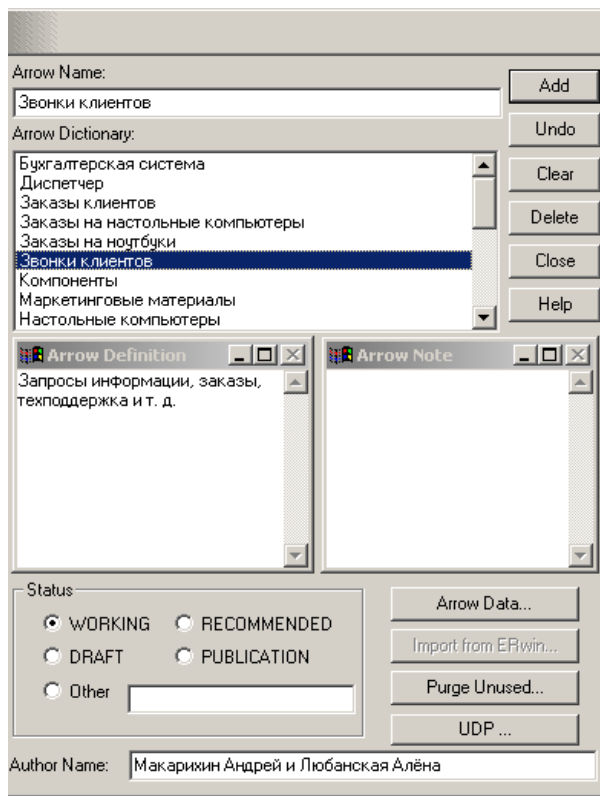 Arrow Name:
Add
Звонки клиентов
Arrow Dictionary:
Undo
Бухгалтерская система
Диспетчер
Заказы клиентов
Заказы на настольные компьютеры
Заказы на ноутбуки
Звонки клиентов
Компоненты
Маркетинговые материалы
Настольные компьютеры
Clear
Delete
Close
Help
Arrow Definition
Запросы информации, заказы,
техподдержка и т. д.
Arrow Note
Status
WORKING
RECOMMENDED
DRAFT
PUBLICATION
Other
Arrow Data...
Import from ERwin...
Purge Unused...
UDP ...
Author Name:
Макарихин Андрей и Любанская Алёна